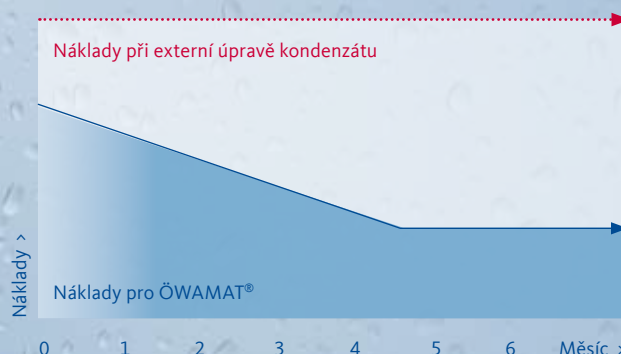 Náklady při externí úpravě kondenzátu
Náklady >
Náklady pro ÖWAMAT®
0 1 2 3 4 5 6 Měsíc >